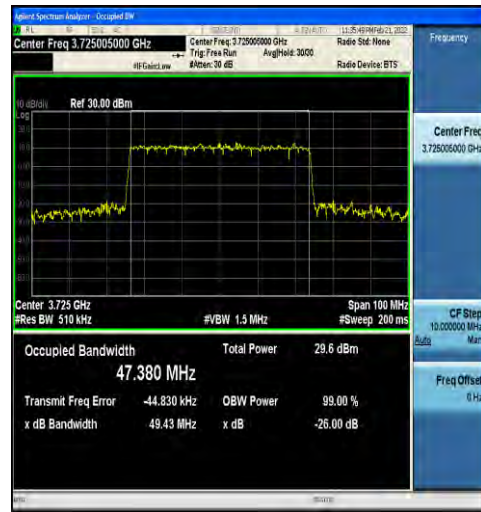 Agilent Spectrum Analyzer - Occupied BW
11:35:49 PM Feb 21, 2022
Center Freq 3.725005000 GHz
Center Freq: 3.725005000 GHz
Radio Std: None
Trig: Free Run
Avg|Hold: 30/30
#IFGain:Low
#Atten: 30 dB
Radio Device: BTS
10 dB/div
Ref 30.00 dBm
Log
Center 3.725 GHz
Span 100 MHz
#Res BW 510 kHz
#VBW 1.5 MHz
#Sweep 200 ms
Occupied Bandwidth
Total Power
29.6 dBm
47.380 MHz
Transmit Freq Error
-44.830 kHz
OBW Power
99.00 %
x dB Bandwidth
49.43 MHz
x dB
-26.00 dB
Frequency
Center Freq
3.725005000 GHz
CF Step
10.000000 MHz
Auto
Man
Freq Offset
0 Hz